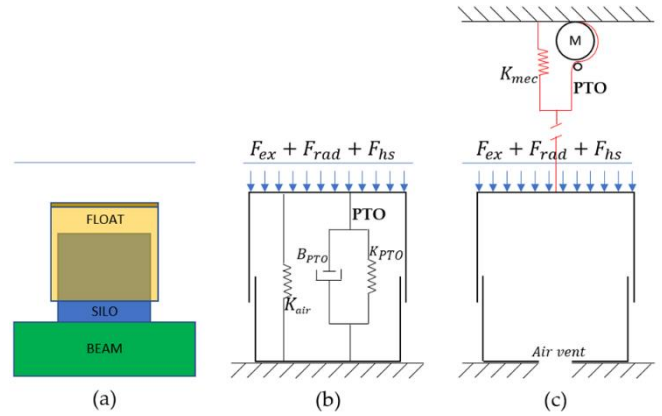 FLOAT
SILO
BEAM
(a)
F_ex + F_rad + F_hs
PTO
B_PTO
K_PTO
K_air
(b)
M
K_mec
PTO
F_ex + F_rad + F_hs
Air vent
(c)